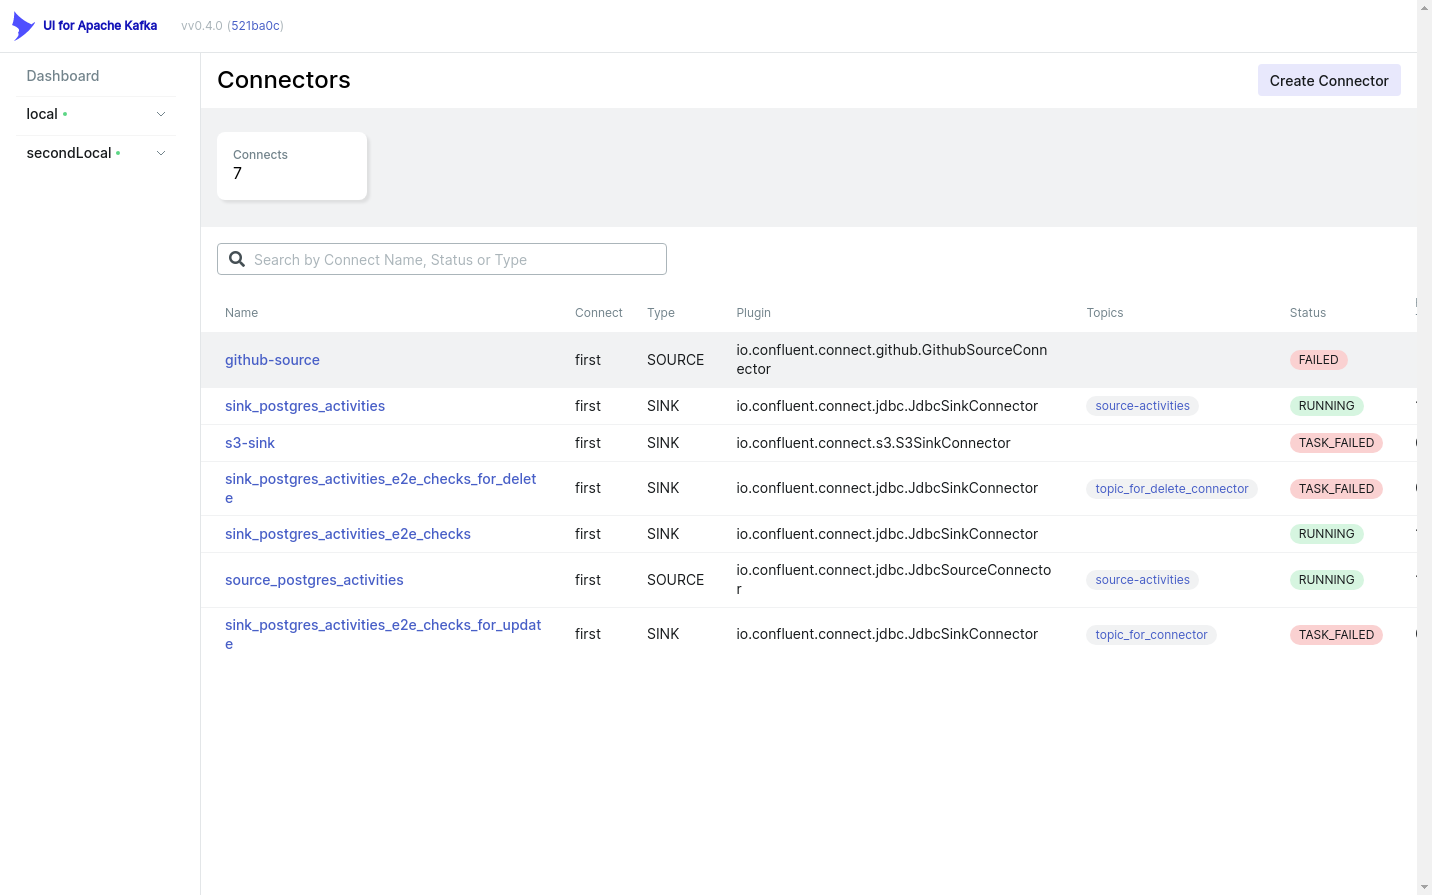 UI for Apache Kafka
vv0.4.0 (521ba0c)
Dashboard
local
secondLocal
Connectors
Create Connector
Connects
7
Search by Connect Name, Status or Type
Name Connect Type Plugin Topics Status
github-source first SOURCE io.confluent.connect.github.GithubSourceConn
ector FAILED
sink_postgres_activities first SINK io.confluent.connect.jdbc.JdbcSinkConnector source-activities RUNNING
s3-sink first SINK io.confluent.connect.s3.S3SinkConnector TASK_FAILED
sink_postgres_activities_e2e_checks_for_delet
e first SINK io.confluent.connect.jdbc.JdbcSinkConnector topic_for_delete_connector TASK_FAILED
sink_postgres_activities_e2e_checks first SINK io.confluent.connect.jdbc.JdbcSinkConnector RUNNING
source_postgres_activities first SOURCE io.confluent.connect.jdbc.JdbcSourceConnecto
r source-activities RUNNING
sink_postgres_activities_e2e_checks_for_updat
e first SINK io.confluent.connect.jdbc.JdbcSinkConnector topic_for_connector TASK_FAILED